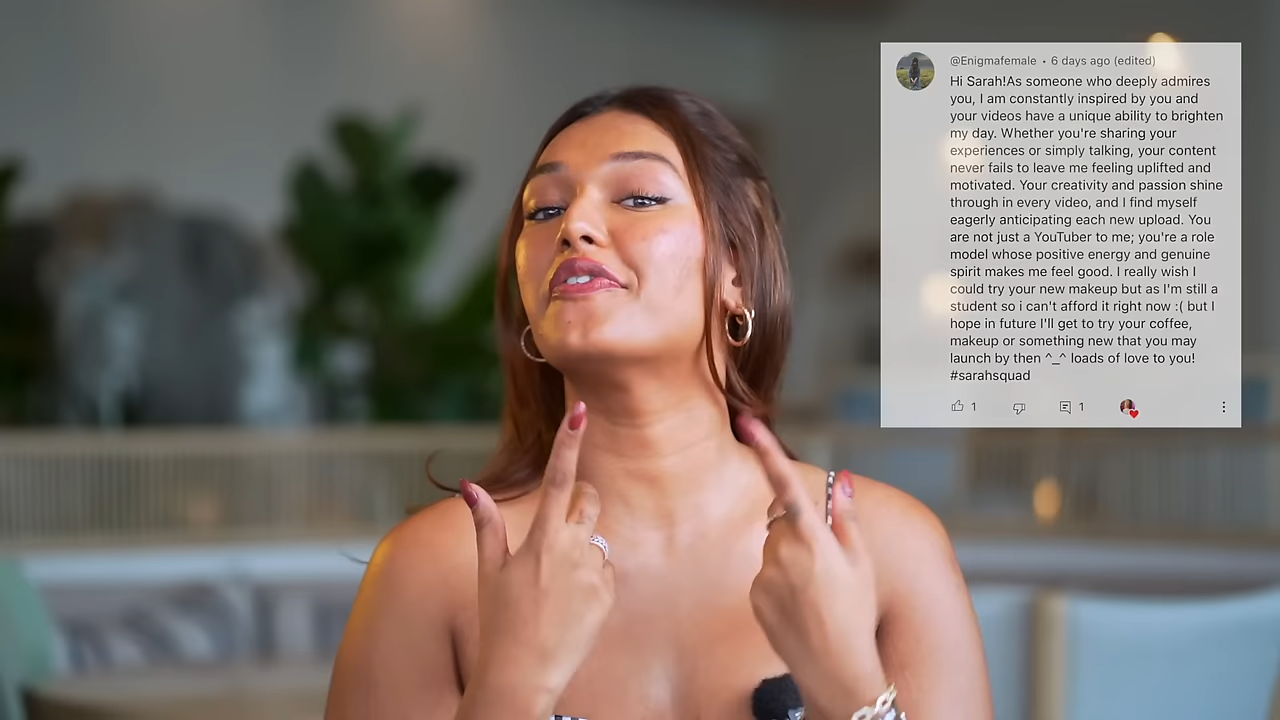 @Enigmafemale • 6 days ago (edited)
Hi Sarah!As someone who deeply admires
you, I am constantly inspired by you and
your videos have a unique ability to brighten
my day. Whether you're sharing your
experiences or simply talking, your content
never fails to leave me feeling uplifted and
motivated. Your creativity and passion shine
through in every video, and I find myself
eagerly anticipating each new upload. You
are not just a YouTuber to me; you're a role
model whose positive energy and genuine
spirit makes me feel good. I really wish I
could try your new makeup but as I'm still a
student so i can't afford it right now :( but I
hope in future I'll get to try your coffee,
makeup or something new that you may
launch by then ^_^ loads of love to you!
#sarahsquad
1 1